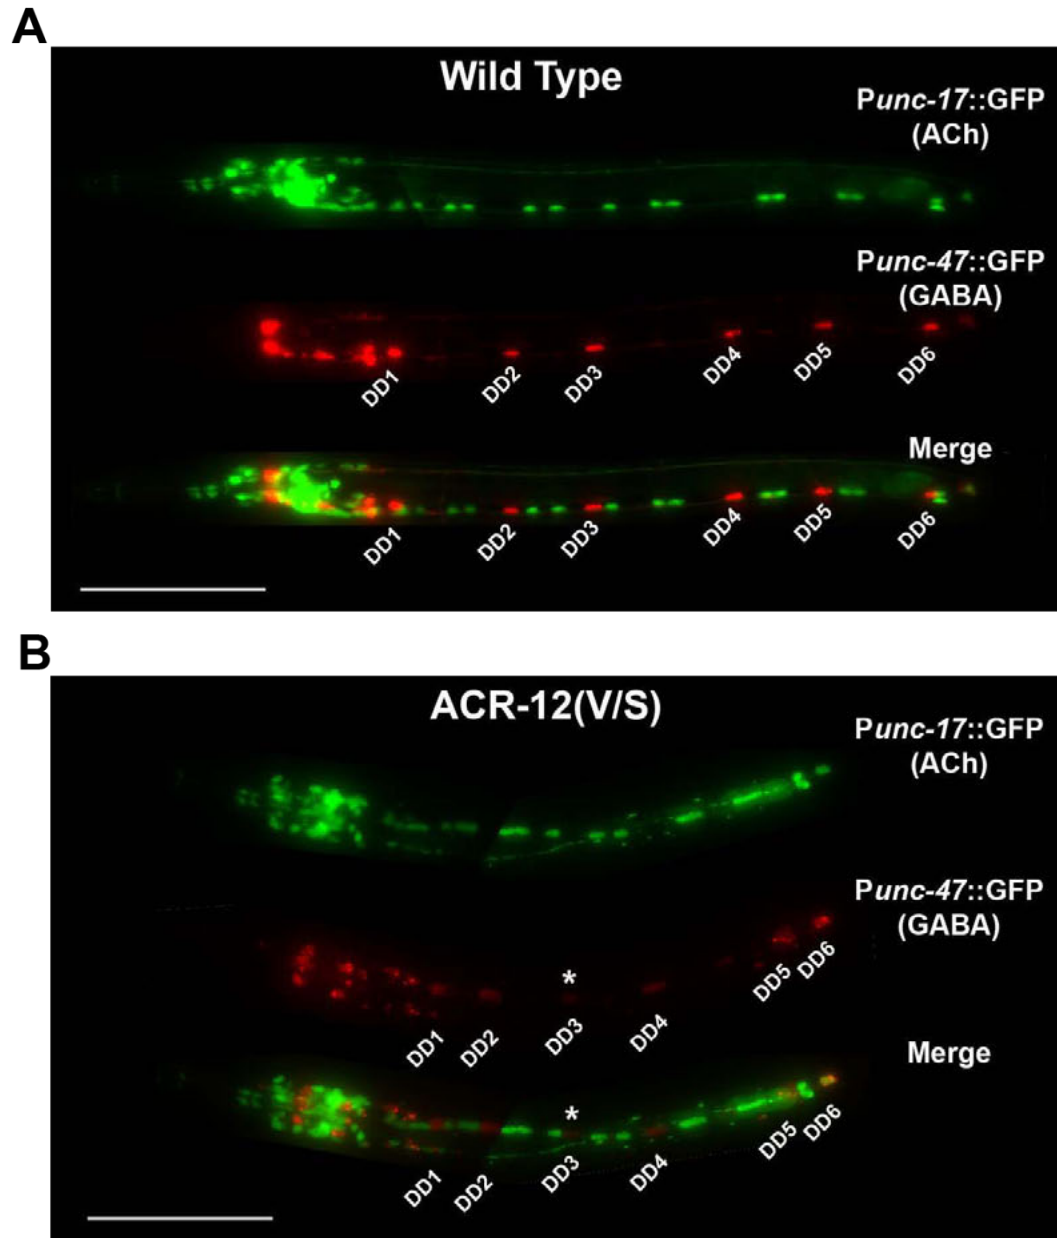 A
Wild Type
Punc-17::GFP
(ACh)
Punc-47::GFP
(GABA)
DD1
DD2
DD3
DD4
DD5
DD6
Merge
DD1
DD2
DD3
DD4
DD5
DD6
B
ACR-12(V/S)
Punc-17::GFP
(ACh)
Punc-47::GFP
(GABA)
*
DD1
DD2
DD3
DD4
DD5
DD6
Merge
*
DD1
DD2
DD3
DD4
DD5
DD6